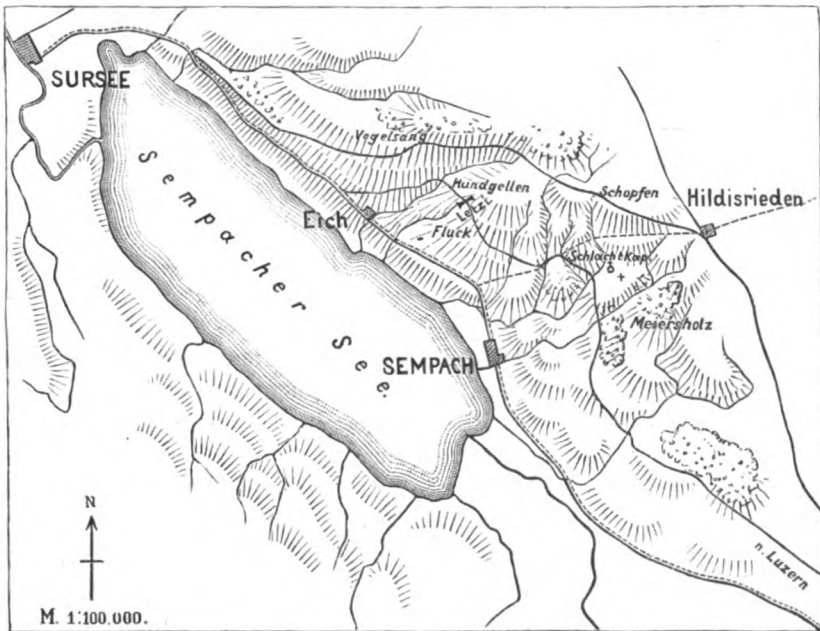 SURSEE
Sempacher See.
Vogelsang
Hundgellen
Schopfen
Hildisrieden
Eich
Fluck
Schlachtkap.
Meiersholz
SEMPACH
N
n. Luzern
M. 1:100.000.